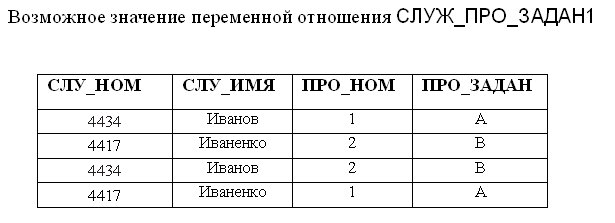 Возможное значение переменной отношения СЛУЖ_ПРО_ЗАДАН1
СЛУ_НОМ СЛУ_ИМЯ ПРО_НОМ ПРО_ЗАДАН
4434 Иванов 1 A
4417 Иваненко 2 B
4434 Иванов 2 B
4417 Иваненко 1 A